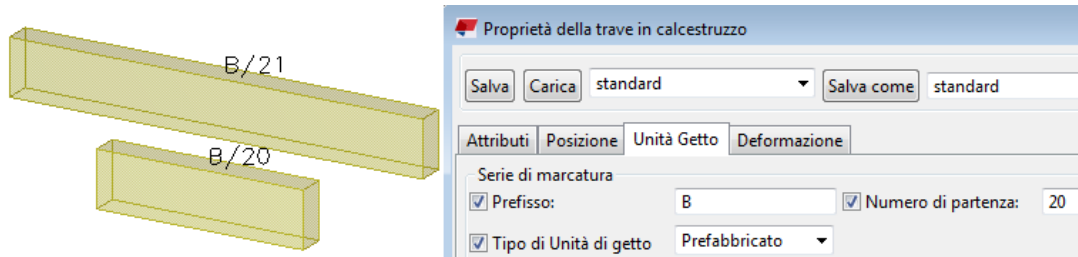 B/21
B/20
Proprietà della trave in calcestruzzo
Salva Carica standard Salva come standard
Attributi Posizione Unità Getto Deformazione
Serie di marcatura
Prefisso: B Numero di partenza: 20
Tipo di Unità di getto Prefabbricato